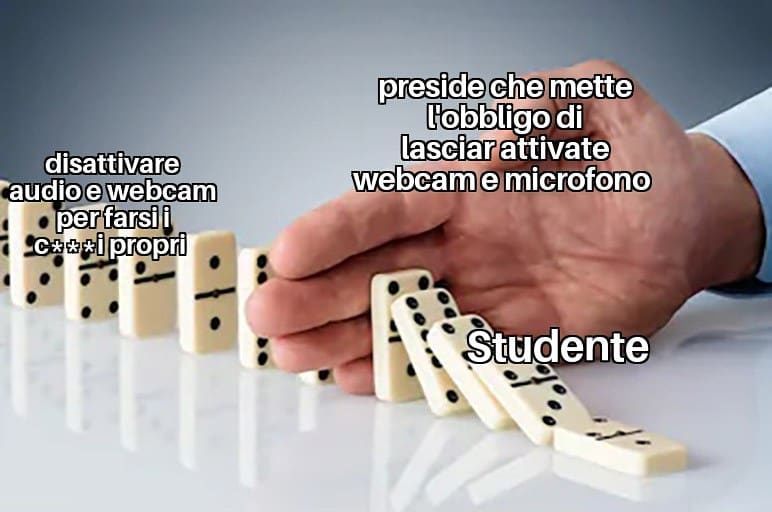 disattivare
audio e webcam
per farsi i
c***i propri
preside che mette
l'obbligo di
lasciar attivate
webcam e microfono
Studente